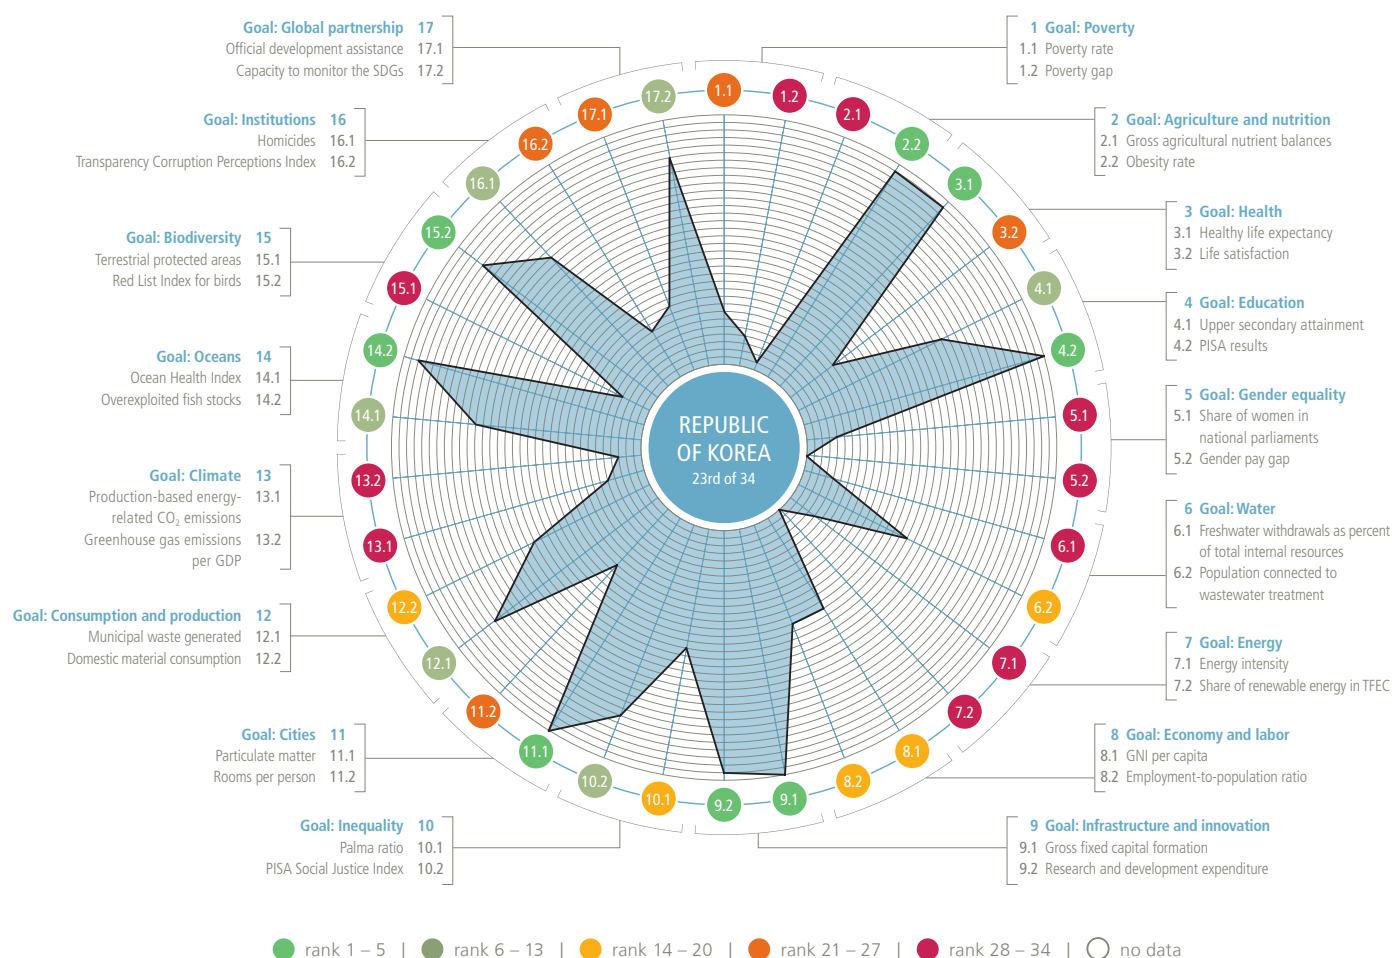 Goal: Global partnership 17
Official development assistance 17.1
Capacity to monitor the SDGs 17.2
Goal: Institutions 16
Homicides 16.1
Transparency Corruption Perceptions Index 16.2
Goal: Biodiversity 15
Terrestrial protected areas 15.1
Red List Index for birds 15.2
Goal: Oceans 14
Ocean Health Index 14.1
Overexploited fish stocks 14.2
Goal: Climate 13
Production-based energy- 13.1
related CO₂ emissions
Greenhouse gas emissions 13.2
per GDP
Goal: Consumption and production 12
Municipal waste generated 12.1
Domestic material consumption 12.2
Goal: Cities 11
Particulate matter 11.1
Rooms per person 11.2
Goal: Inequality 10
Palma ratio 10.1
PISA Social Justice Index 10.2
1 Goal: Poverty
1.1 Poverty rate
1.2 Poverty gap
2 Goal: Agriculture and nutrition
2.1 Gross agricultural nutrient balances
2.2 Obesity rate
3 Goal: Health
3.1 Healthy life expectancy
3.2 Life satisfaction
4 Goal: Education
4.1 Upper secondary attainment
4.2 PISA results
5 Goal: Gender equality
5.1 Share of women in
national parliaments
5.2 Gender pay gap
6 Goal: Water
6.1 Freshwater withdrawals as percent
of total internal resources
6.2 Population connected to
wastewater treatment
7 Goal: Energy
7.1 Energy intensity
7.2 Share of renewable energy in TFEC
8 Goal: Economy and labor
8.1 GNI per capita
8.2 Employment-to-population ratio
9 Goal: Infrastructure and innovation
9.1 Gross fixed capital formation
9.2 Research and development expenditure
1.1
1.2
2.1
2.2
3.1
3.2
4.1
4.2
5.1
5.2
6.1
6.2
7.1
7.2
8.1
8.2
9.1
9.2
10.1
10.2
11.1
11.2
12.1
12.2
13.1
13.2
14.1
14.2
15.1
15.2
16.1
16.2
17.1
17.2
REPUBLIC
OF KOREA
23rd of 34
rank 1 – 5 | rank 6 – 13 | rank 14 – 20 | rank 21 – 27 | rank 28 – 34 | no data